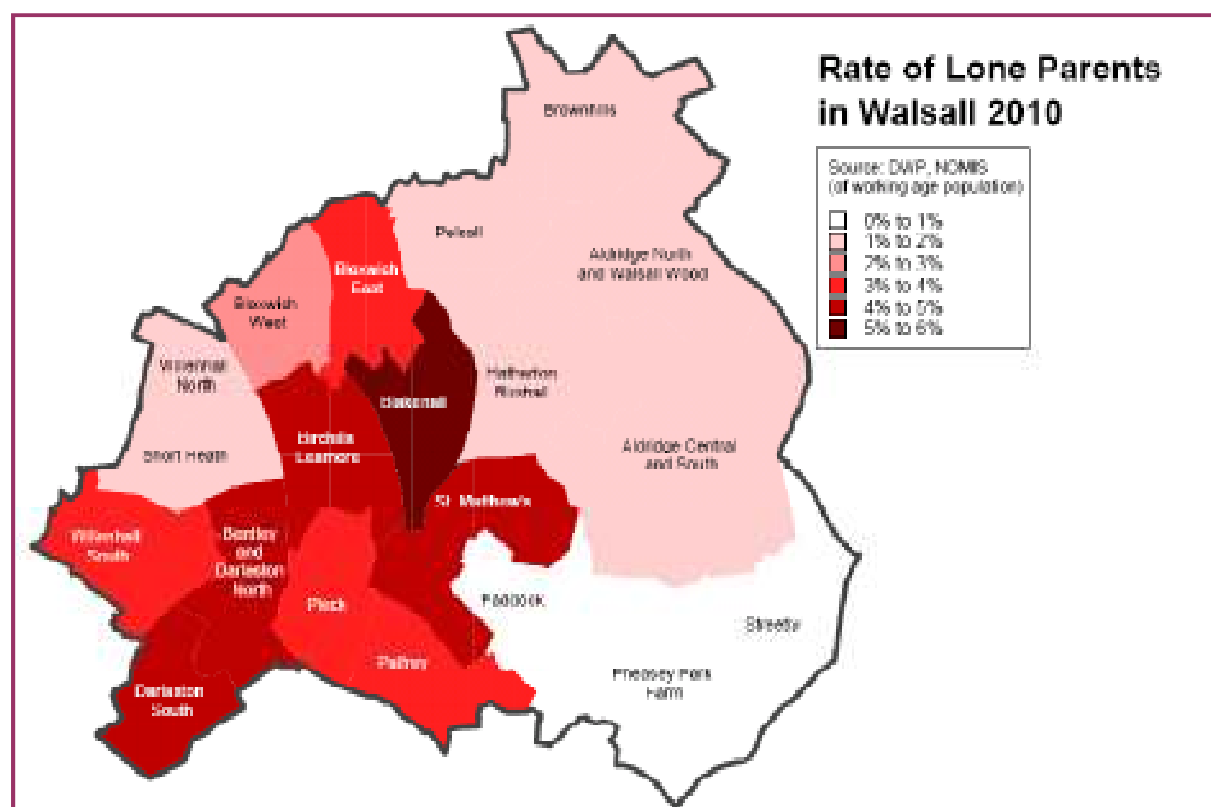 Rate of Lone Parents
in Walsall 2010
Source: DWP, NOMIS
(of working age population)
0% to 1%
1% to 2%
2% to 3%
3% to 4%
4% to 5%
5% to 6%
Brownhills
Pelsall
Aldridge North
and Walsall Wood
Bloxwich
East
Bloxwich
West
Willenhall
North
Hatherton
Rushall
Blakenall
Birchills
Leamore
Short Heath
Aldridge Central
and South
St. Matthew's
Willenhall
South
Bentley
and
Darlaston
North
Pleck
Paddock
Streetly
Palfrey
Pheasey Park
Farm
Darlaston
South